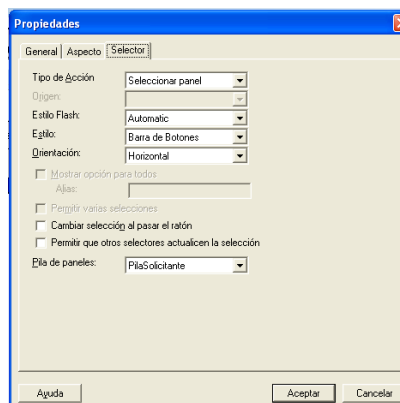 Propiedades
General Aspecto Selector
Tipo de Acción Seleccionar panel
Origen:
Estilo Flash: Automatic
Estilo: Barra de Botones
Orientación: Horizontal
Mostrar opción para todos
Alias:
Permitir varias selecciones
Cambiar selección al pasar el ratón
Permitir que otros selectores actualicen la selección
Pila de paneles: PilaSolicitante
Ayuda Aceptar Cancelar